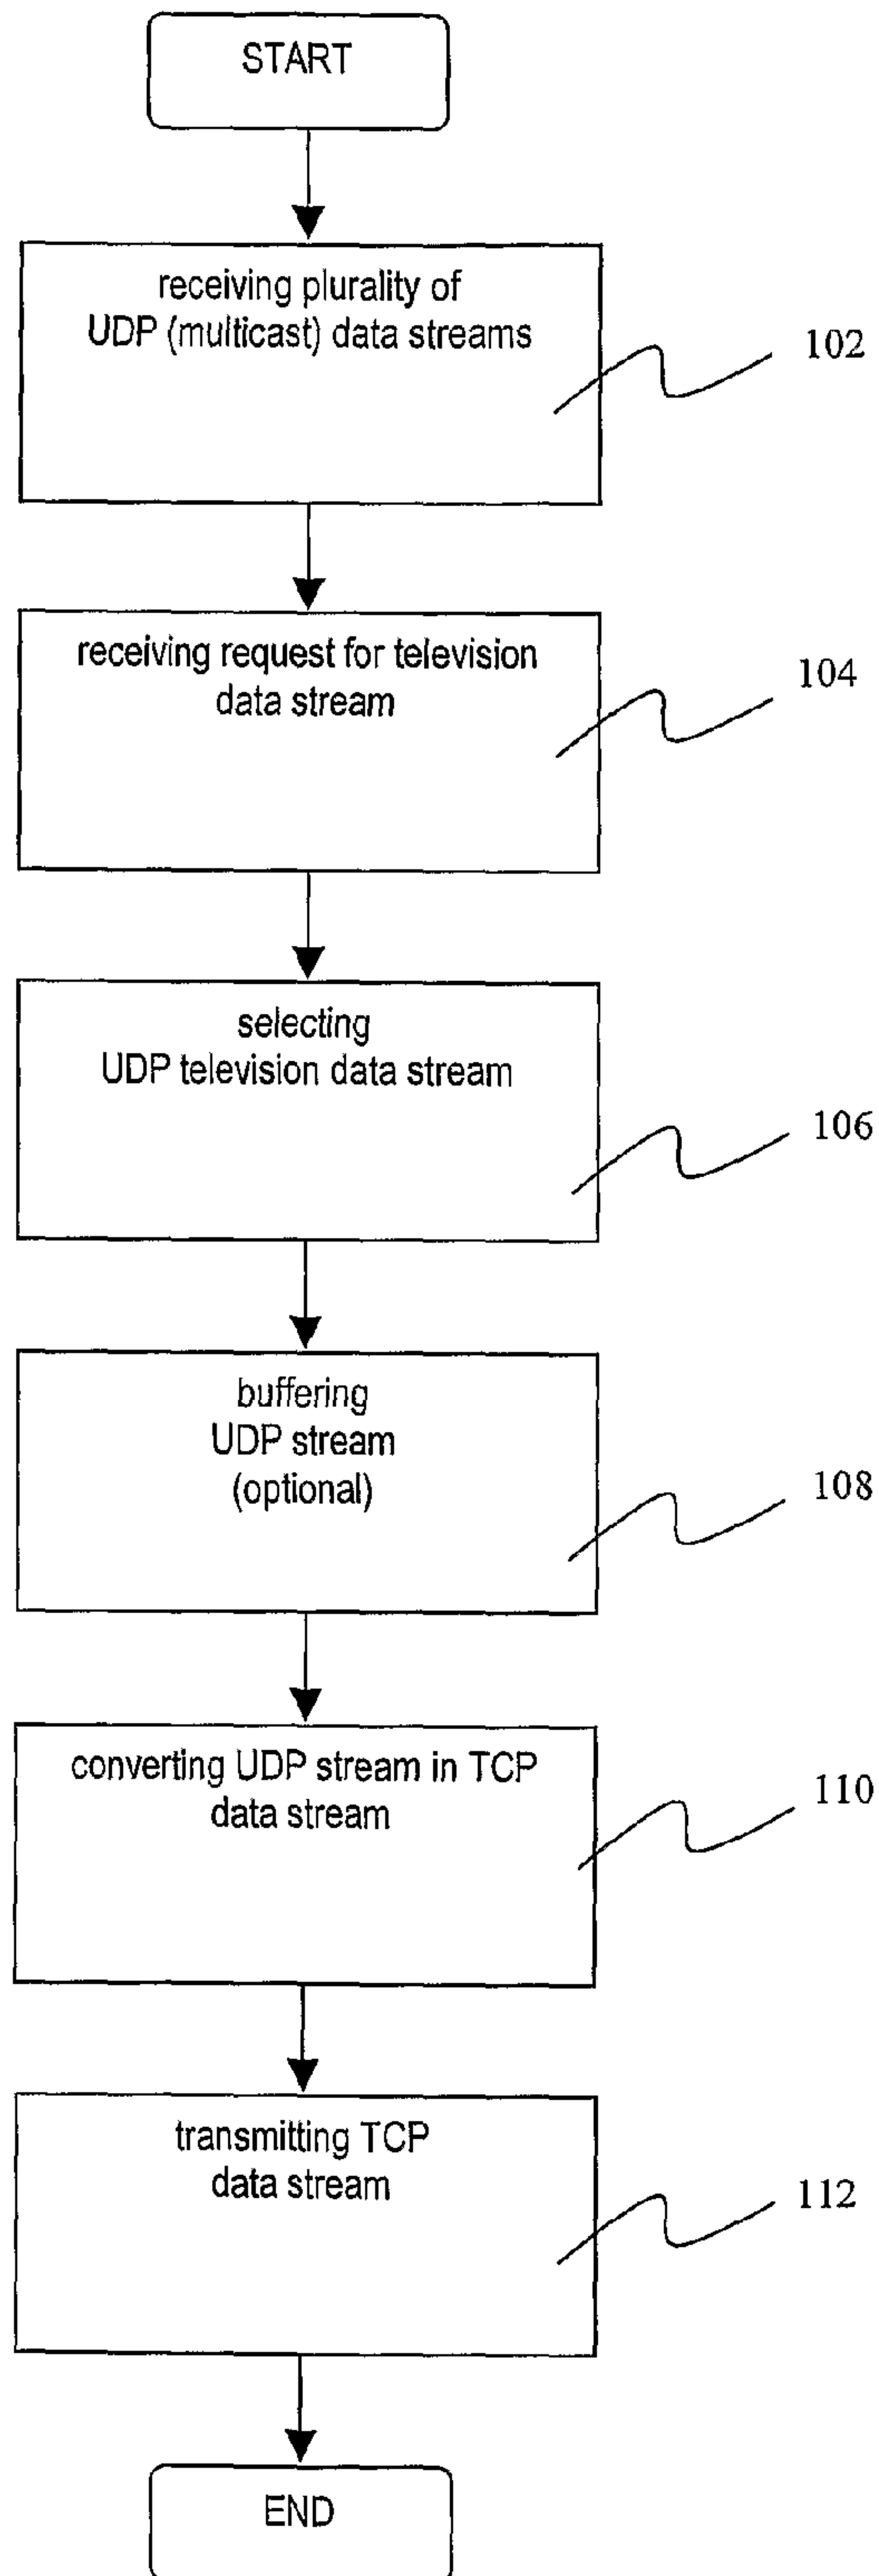 START
receiving plurality of
UDP (multicast) data streams
102
receiving request for television
data stream
104
selecting
UDP television data stream
106
buffering
UDP stream
(optional)
108
converting UDP stream in TCP
data stream
110
transmitting TCP
data stream
112
END